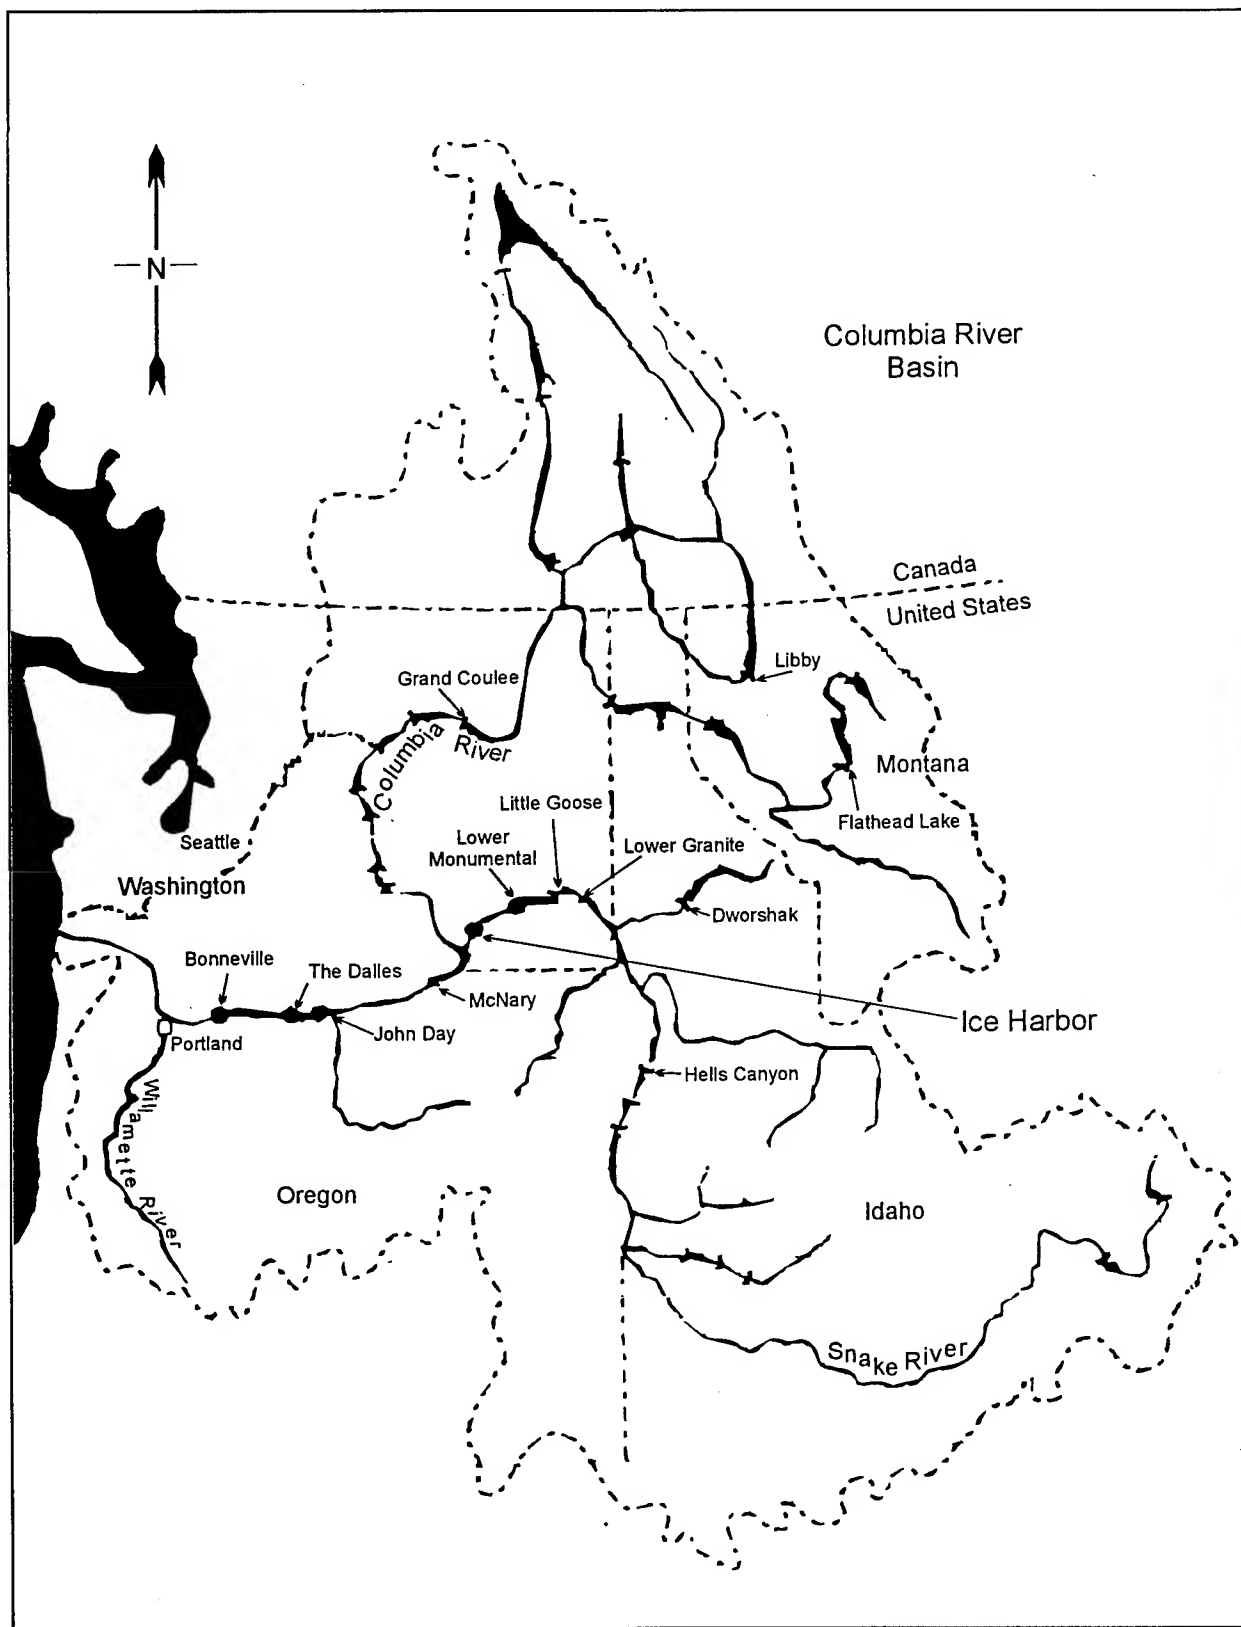 N
Columbia River
Basin
Canada
United States
Libby
Grand Coulee
Columbia River
Montana
Flathead Lake
Little Goose
Lower
Monumental
Lower Granite
Seattle
Washington
Dworshak
Bonneville
The Dalles
McNary
Ice Harbor
John Day
Portland
Hells Canyon
Willamette River
Oregon
Idaho
Snake River